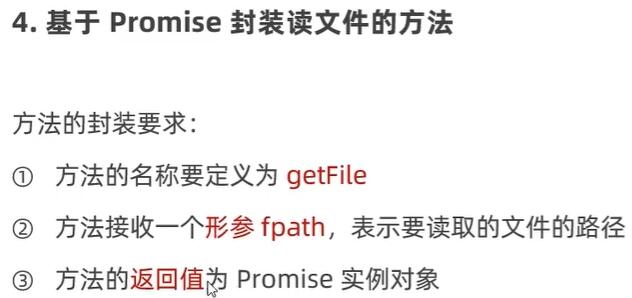 4. 基于 Promise 封装读文件的方法
方法的封装要求：
① 方法的名称要定义为 getFile
② 方法接收一个形参 fpath，表示要读取的文件的路径
③ 方法的返回值为 Promise 实例对象